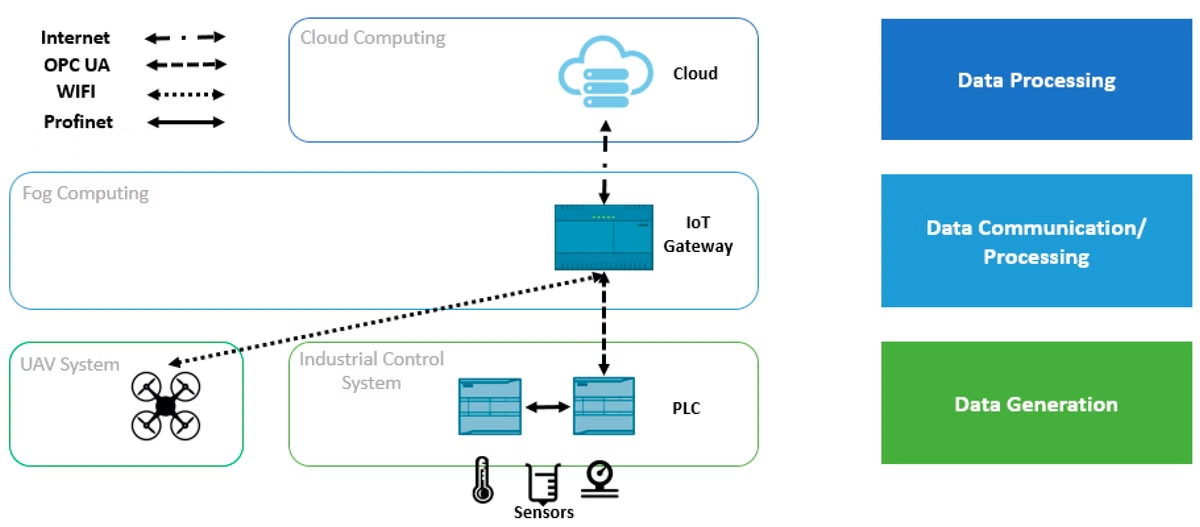 Internet
OPC UA
WIFI
Profinet
Cloud Computing
Cloud
Data Processing
Fog Computing
IoT
Gateway
Data Communication/
Processing
UAV System
Industrial Control
System
PLC
Data Generation
Sensors